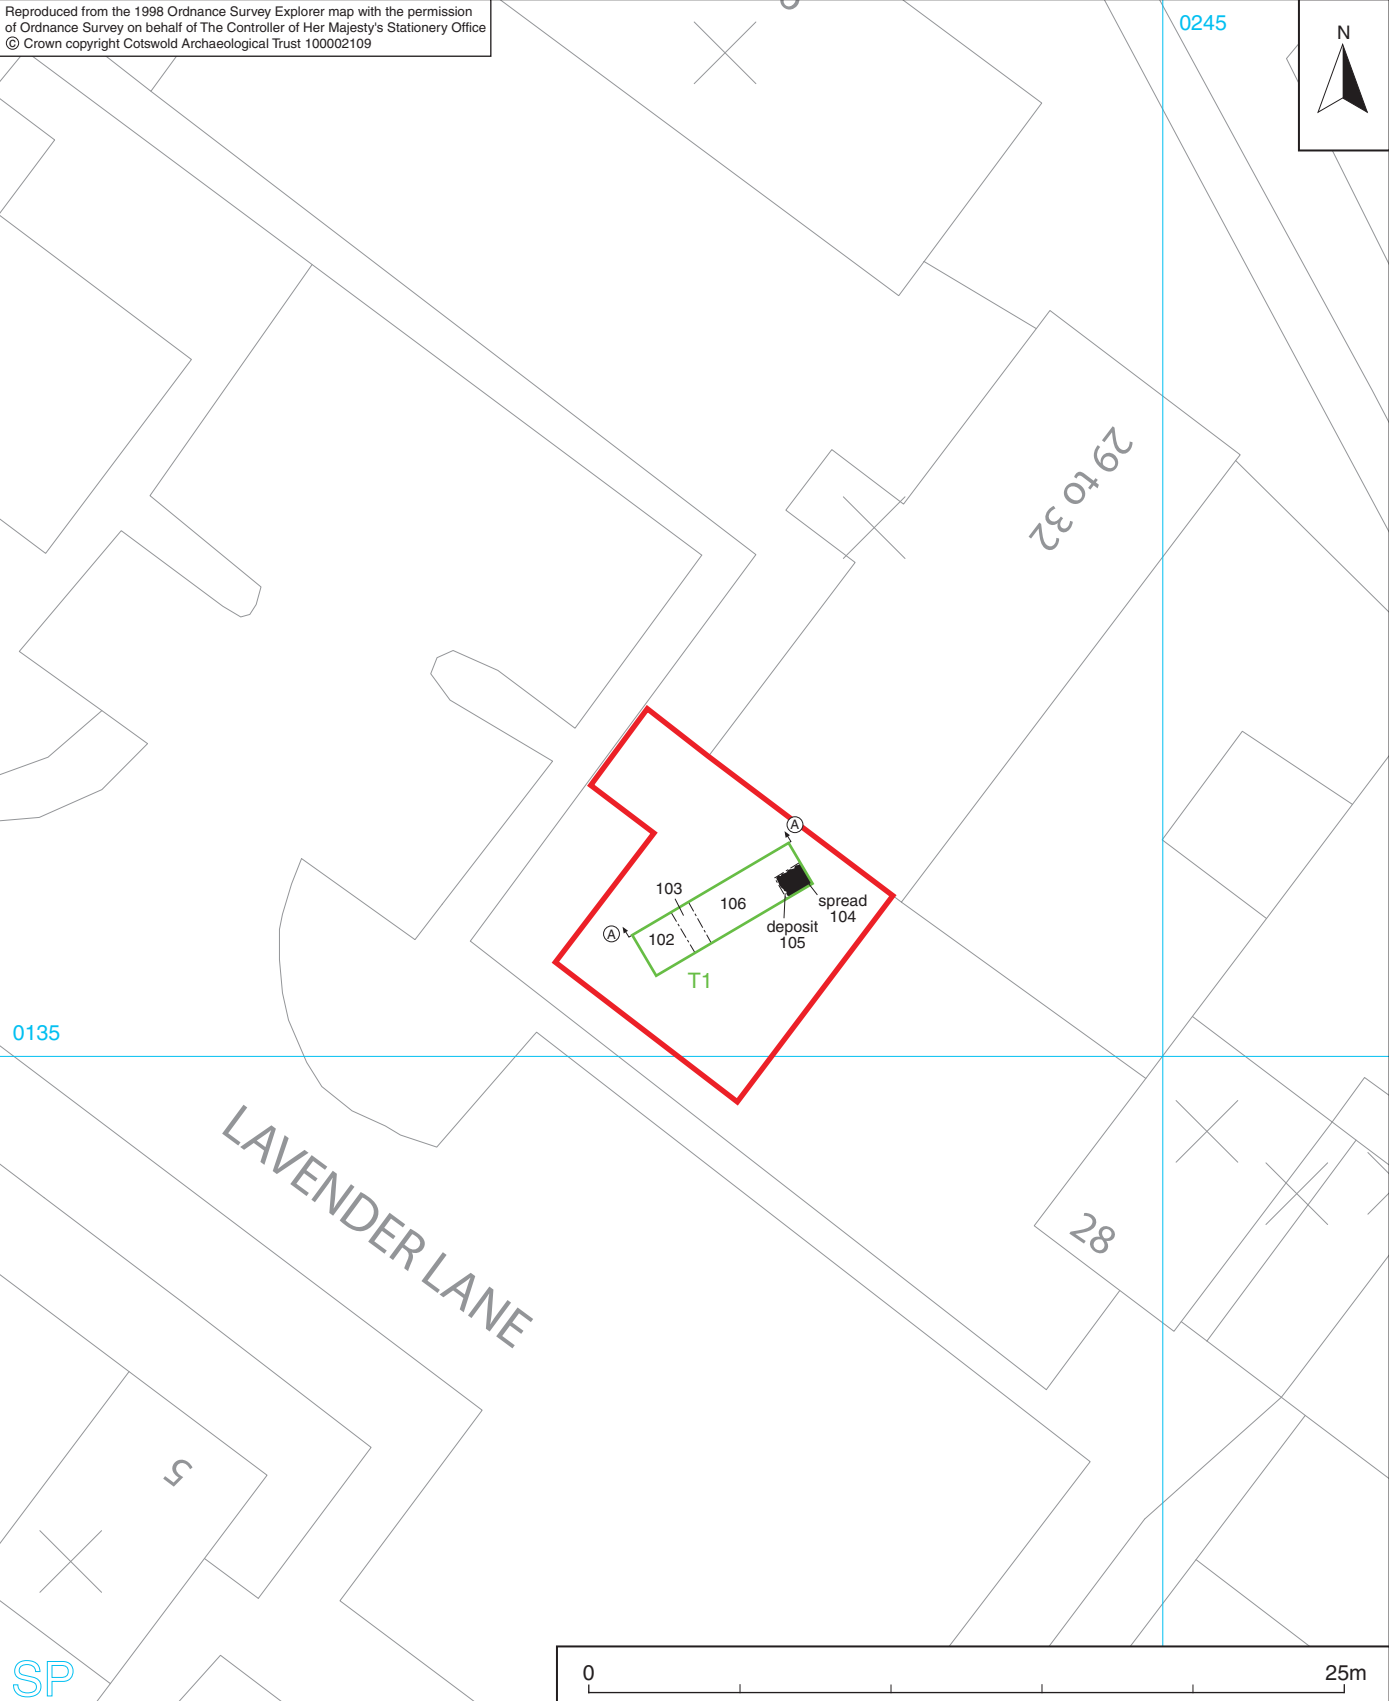 Reproduced from the 1998 Ordnance Survey Explorer map with the permission
of Ordnance Survey on behalf of The Controller of Her Majesty's Stationery Office
© Crown copyright Cotswold Archaeological Trust 100002109
0245
N
29 to 32
A
103
106
spread
104
deposit
105
A
102
T1
0135
LAVENDER LANE
28
5
SP
0
25m